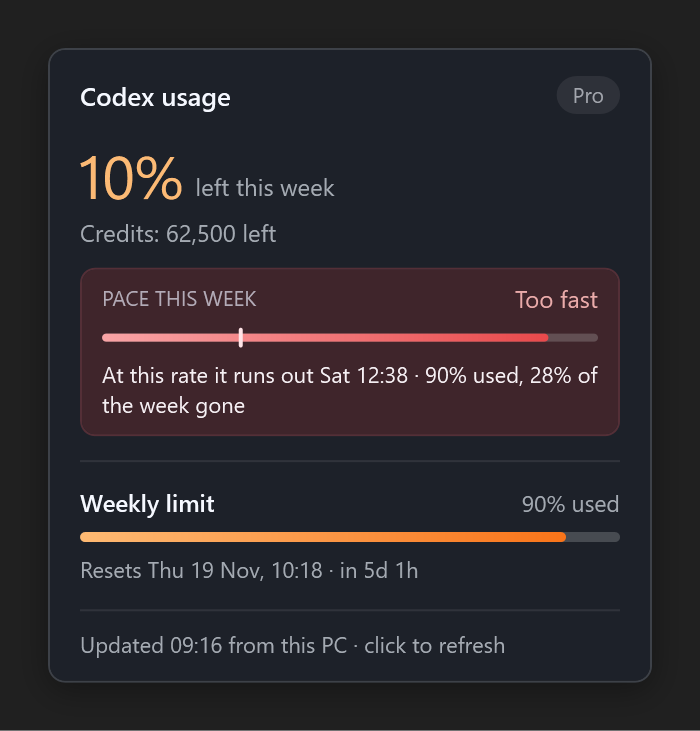 Codex usage
Pro
10% left this week
Credits: 62,500 left
PACE THIS WEEK
Too fast
At this rate it runs out Sat 12:38 · 90% used, 28% of
the week gone
Weekly limit
90% used
Resets Thu 19 Nov, 10:18 · in 5d 1h
Updated 09:16 from this PC · click to refresh